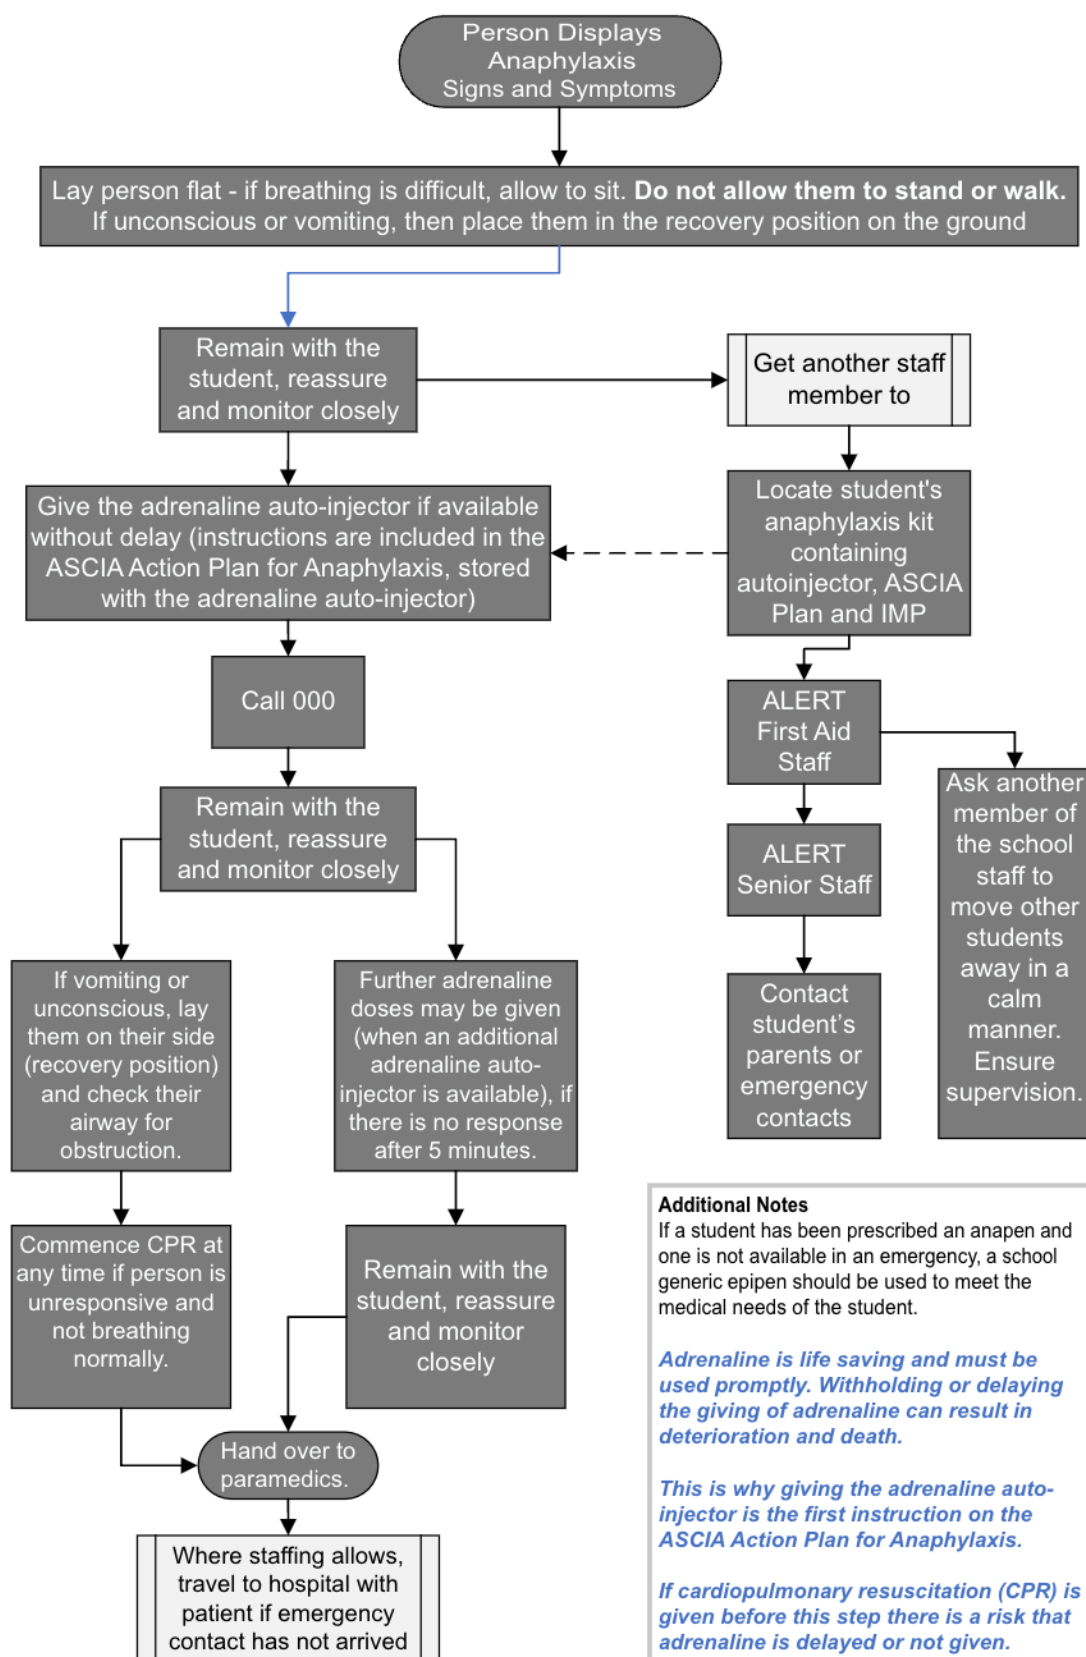 Person Displays
Anaphylaxis
Signs and Symptoms
Lay person flat - if breathing is difficult, allow to sit. Do not allow them to stand or walk.
If unconscious or vomiting, then place them in the recovery position on the ground
Remain with the
student, reassure
and monitor closely
Get another staff
member to
Give the adrenaline auto-injector if available
without delay (instructions are included in the
ASCIA Action Plan for Anaphylaxis, stored
with the adrenaline auto-injector)
Locate student's
anaphylaxis kit
containing
autoinjector, ASCIA
Plan and IMP
Call 000
ALERT
First Aid
Staff
Remain with the
student, reassure
and monitor closely
ALERT
Senior Staff
Ask another
member of
the school
staff to
move other
students
away in a
calm
manner.
Ensure
supervision.
If vomiting or
unconscious, lay
them on their side
(recovery position)
and check their
airway for
obstruction.
Further adrenaline
doses may be given
(when an additional
adrenaline auto-
injector is available), if
there is no response
after 5 minutes.
Contact
student’s
parents or
emergency
contacts
Commence CPR at
any time if person is
unresponsive and
not breathing
normally.
Remain with the
student, reassure
and monitor
closely
Hand over to
paramedics.
Where staffing allows,
travel to hospital with
patient if emergency
contact has not arrived
Additional Notes
If a student has been prescribed an anapen and
one is not available in an emergency, a school
generic epipen should be used to meet the
medical needs of the student.
Adrenaline is life saving and must be
used promptly. Withholding or delaying
the giving of adrenaline can result in
deterioration and death.
This is why giving the adrenaline auto-
injector is the first instruction on the
ASCIA Action Plan for Anaphylaxis.
If cardiopulmonary resuscitation (CPR) is
given before this step there is a risk that
adrenaline is delayed or not given.